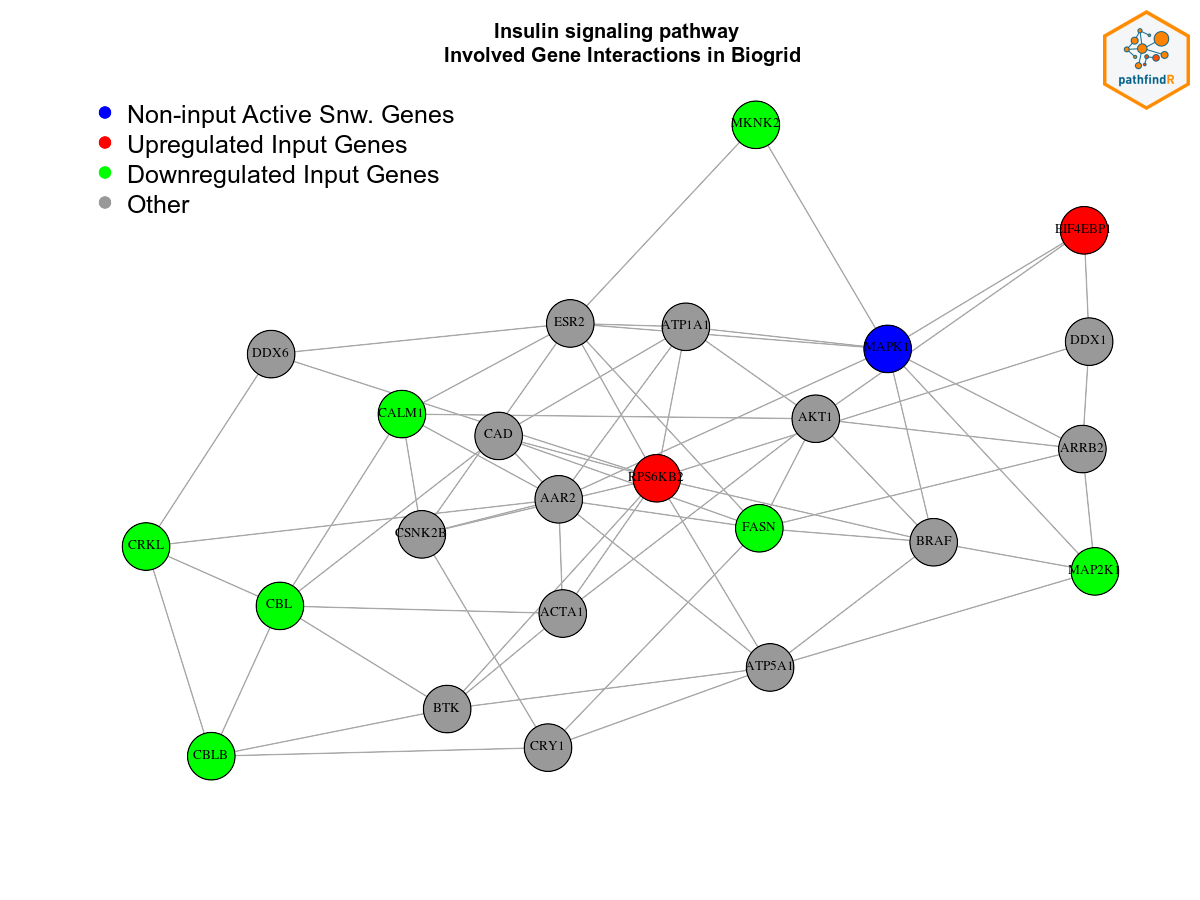 Insulin signaling pathway
Involved Gene Interactions in Biogrid
pathfindR
Non-input Active Snw. Genes
Upregulated Input Genes
Downregulated Input Genes
Other
MKNK2
EIF4EBP1
ESR2
ATP1A1
MAPK1
DDX1
DDX6
CALM1
CAD
AKT1
ARRB2
RPS6KB2
AAR2
CSNK2B
FASN
BRAF
CRKL
MAP2K1
CBL
ACTA1
ATP5A1
BTK
CRY1
CBLB